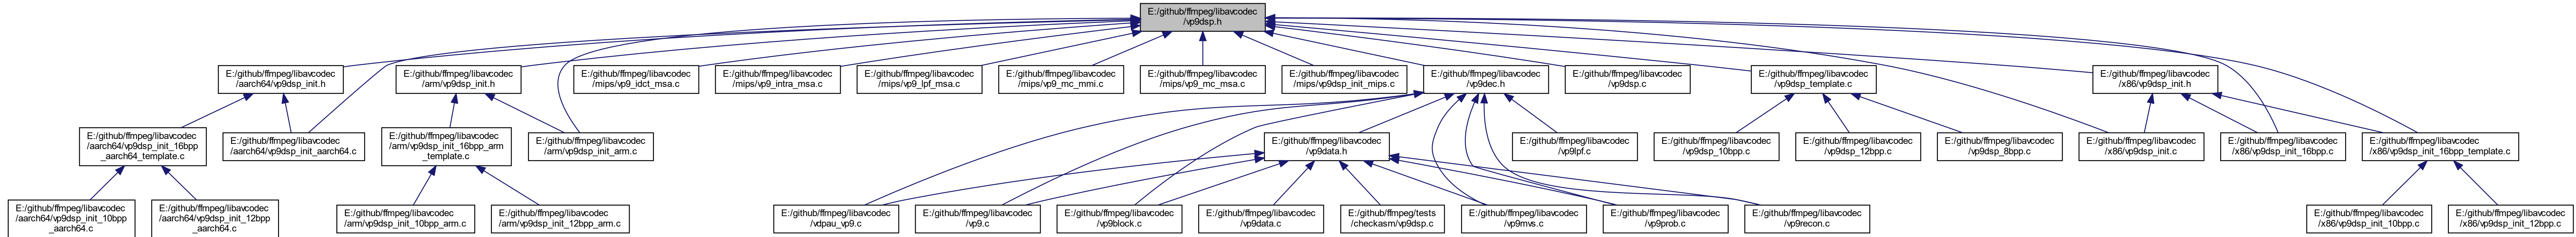 E:/github/ffmpeg/libavcodec
/vp9dsp.h
E:/github/ffmpeg/libavcodec
/aarch64/vp9dsp_init.h
E:/github/ffmpeg/libavcodec
/arm/vp9dsp_init.h
E:/github/ffmpeg/libavcodec
/mips/vp9_idct_msa.c
E:/github/ffmpeg/libavcodec
/mips/vp9_intra_msa.c
E:/github/ffmpeg/libavcodec
/mips/vp9_lpf_msa.c
E:/github/ffmpeg/libavcodec
/mips/vp9_mc_mmi.c
E:/github/ffmpeg/libavcodec
/mips/vp9_mc_msa.c
E:/github/ffmpeg/libavcodec
/mips/vp9dsp_init_mips.c
E:/github/ffmpeg/libavcodec
/vp9dec.h
E:/github/ffmpeg/libavcodec
/vp9dsp.c
E:/github/ffmpeg/libavcodec
/vp9dsp_template.c
E:/github/ffmpeg/libavcodec
/x86/vp9dsp_init.h
E:/github/ffmpeg/libavcodec
/aarch64/vp9dsp_init_16bpp
_aarch64_template.c
E:/github/ffmpeg/libavcodec
/aarch64/vp9dsp_init_aarch64.c
E:/github/ffmpeg/libavcodec
/arm/vp9dsp_init_16bpp_arm
_template.c
E:/github/ffmpeg/libavcodec
/arm/vp9dsp_init_arm.c
E:/github/ffmpeg/libavcodec
/vp9data.h
E:/github/ffmpeg/libavcodec
/vp9lpf.c
E:/github/ffmpeg/libavcodec
/vp9dsp_10bpp.c
E:/github/ffmpeg/libavcodec
/vp9dsp_12bpp.c
E:/github/ffmpeg/libavcodec
/vp9dsp_8bpp.c
E:/github/ffmpeg/libavcodec
/x86/vp9dsp_init.c
E:/github/ffmpeg/libavcodec
/x86/vp9dsp_init_16bpp.c
E:/github/ffmpeg/libavcodec
/x86/vp9dsp_init_16bpp_template.c
E:/github/ffmpeg/libavcodec
/aarch64/vp9dsp_init_10bpp
_aarch64.c
E:/github/ffmpeg/libavcodec
/aarch64/vp9dsp_init_12bpp
_aarch64.c
E:/github/ffmpeg/libavcodec
/arm/vp9dsp_init_10bpp_arm.c
E:/github/ffmpeg/libavcodec
/arm/vp9dsp_init_12bpp_arm.c
E:/github/ffmpeg/libavcodec
/vdpau_vp9.c
E:/github/ffmpeg/libavcodec
/vp9.c
E:/github/ffmpeg/libavcodec
/vp9block.c
E:/github/ffmpeg/libavcodec
/vp9data.c
E:/github/ffmpeg/tests
/checkasm/vp9dsp.c
E:/github/ffmpeg/libavcodec
/vp9mvs.c
E:/github/ffmpeg/libavcodec
/vp9prob.c
E:/github/ffmpeg/libavcodec
/vp9recon.c
E:/github/ffmpeg/libavcodec
/x86/vp9dsp_init_10bpp.c
E:/github/ffmpeg/libavcodec
/x86/vp9dsp_init_12bpp.c